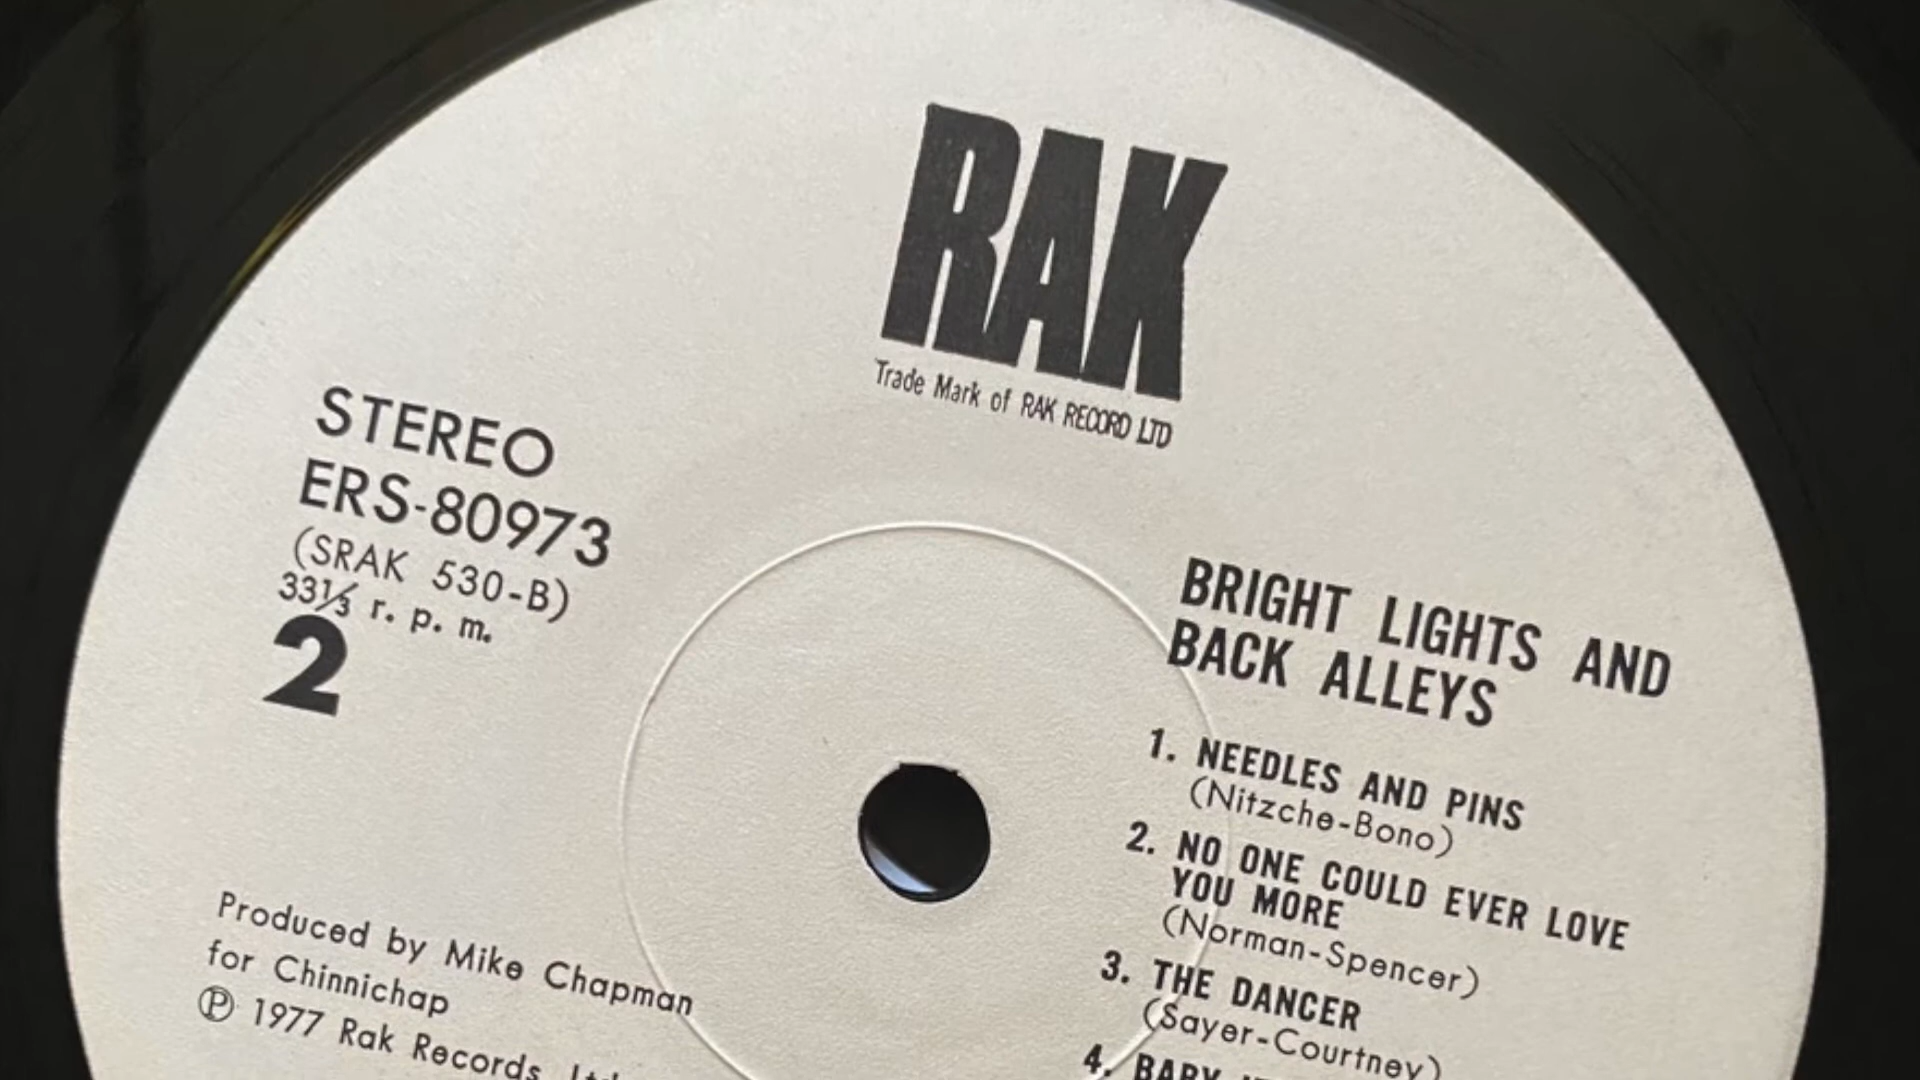 RAK
Trade Mark of RAK RECORD LTD
STEREO
ERS-80973
(SRAK 530-B)
33⅓ r. p. m.
2
BRIGHT LIGHTS AND
BACK ALLEYS
1. NEEDLES AND PINS
(Nitzche-Bono)
2. NO ONE COULD EVER LOVE
YOU MORE
(Norman-Spencer)
3. THE DANCER
(Sayer-Courtney)
4. BABY
Produced by Mike Chapman
for Chinnichap
℗ 1977 Rak Records